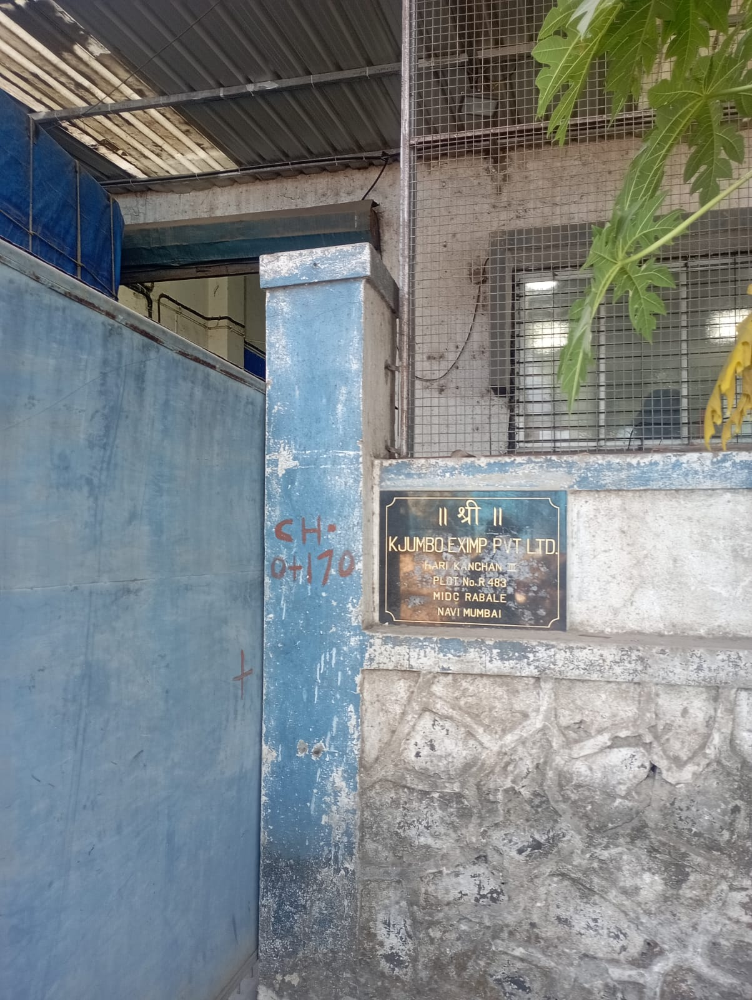 CH.
0+170
॥ श्री ॥
KJUMBO EXIMP PVT. LTD.
HARI KANCHAN III
PLOT No. R 483
MIDC RABALE
NAVI MUMBAI